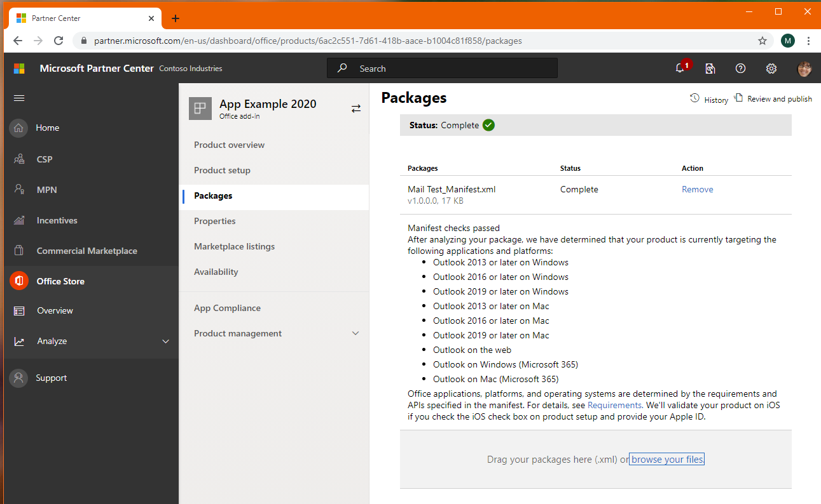 Partner Center
partner.microsoft.com/en-us/dashboard/office/products/6ac2c551-7d61-418b-aace-b1004c81f858/packages
M
Microsoft Partner Center
Contoso Industries
Search
1
Home
CSP
MPN
Incentives
Commercial Marketplace
Office Store
Overview
Analyze
Support
App Example 2020
Office add-in
Product overview
Product setup
Packages
Properties
Marketplace listings
Availability
App Compliance
Product management
Packages
History
Review and publish
Status: Complete
Packages Status Action
Mail Test_Manifest.xml Complete Remove
v1.0.0.0, 17 KB
Manifest checks passed
After analyzing your package, we have determined that your product is currently targeting the
following applications and platforms:
• Outlook 2013 or later on Windows
• Outlook 2016 or later on Windows
• Outlook 2019 or later on Windows
• Outlook 2013 or later on Mac
• Outlook 2016 or later on Mac
• Outlook 2019 or later on Mac
• Outlook on the web
• Outlook on Windows (Microsoft 365)
• Outlook on Mac (Microsoft 365)
Office applications, platforms, and operating systems are determined by the requirements and
APIs specified in the manifest. For details, see Requirements. We'll validate your product on iOS
if you check the iOS check box on product setup and provide your Apple ID.
Drag your packages here (.xml) or browse your files.